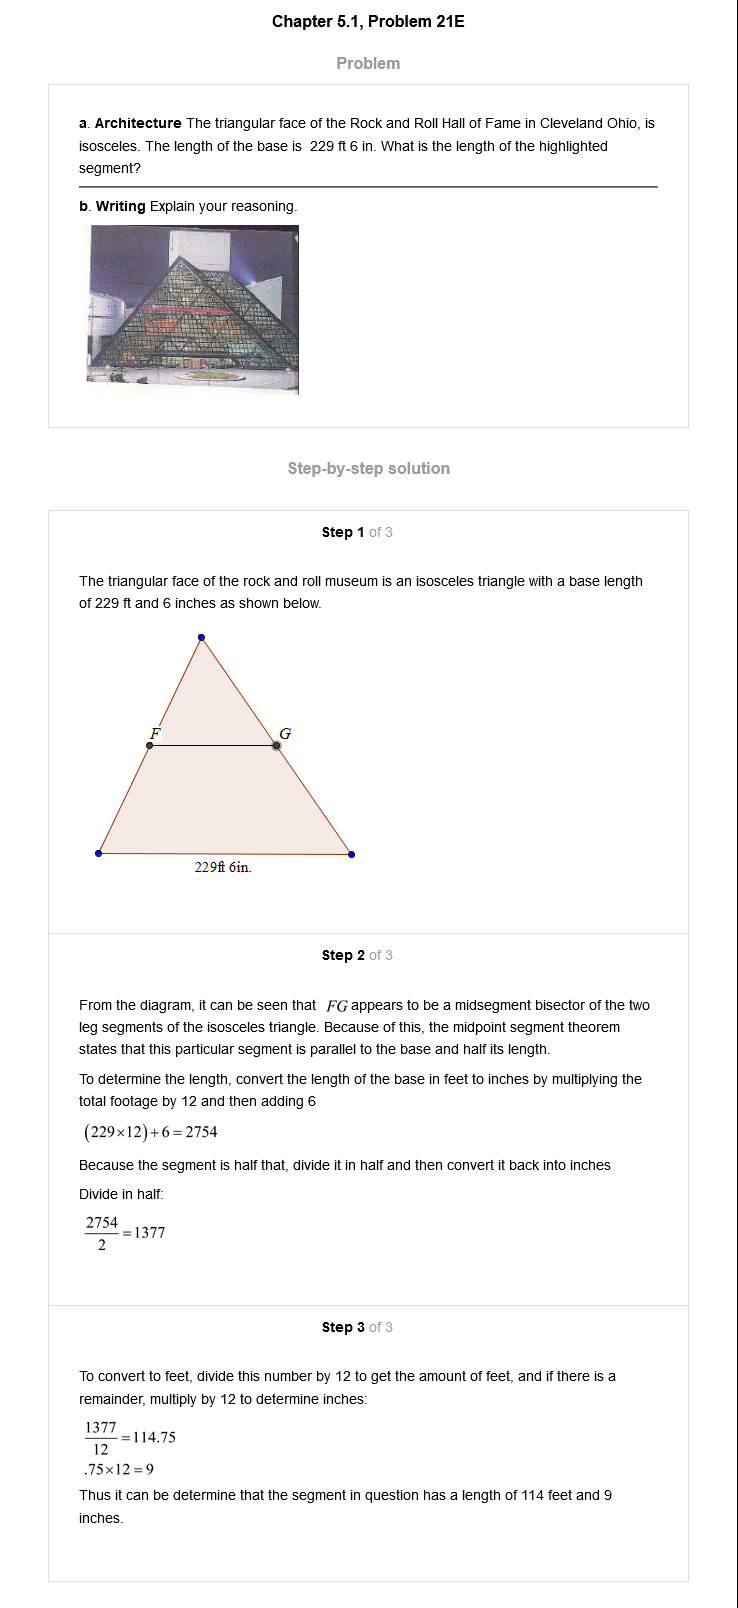 Chapter 5.1, Problem 21E
Problem
a. Architecture The triangular face of the Rock and Roll Hall of Fame in Cleveland Ohio, is
isosceles. The length of the base is 229 ft 6 in. What is the length of the highlighted
segment?
b. Writing Explain your reasoning.
Step-by-step solution
Step 1 of 3
The triangular face of the rock and roll museum is an isosceles triangle with a base length
of 229 ft and 6 inches as shown below.
F G
229ft 6in.
Step 2 of 3
From the diagram, it can be seen that FG appears to be a midsegment bisector of the two
leg segments of the isosceles triangle. Because of this, the midpoint segment theorem
states that this particular segment is parallel to the base and half its length.
To determine the length, convert the length of the base in feet to inches by multiplying the
total footage by 12 and then adding 6
(229×12)+6=2754
Because the segment is half that, divide it in half and then convert it back into inches
Divide in half:
2754
2
=1377
Step 3 of 3
To convert to feet, divide this number by 12 to get the amount of feet, and if there is a
remainder, multiply by 12 to determine inches:
1377
12
=114.75
.75×12=9
Thus it can be determine that the segment in question has a length of 114 feet and 9
inches.